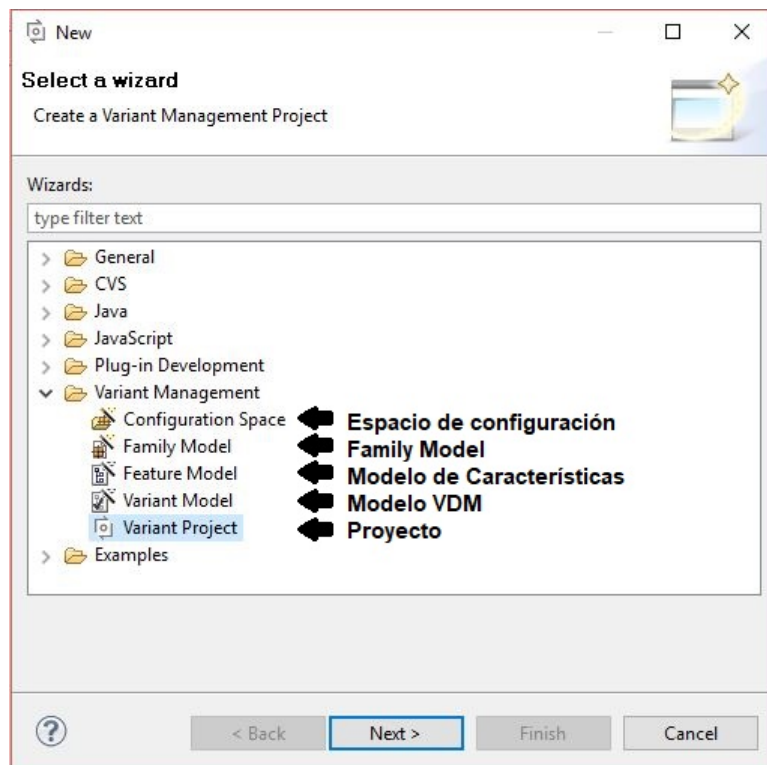 New
Select a wizard
Create a Variant Management Project
Wizards:
type filter text
General
CVS
Java
JavaScript
Plug-in Development
Variant Management
Configuration Space Espacio de configuración
Family Model Family Model
Feature Model Modelo de Características
Variant Model Modelo VDM
Variant Project Proyecto
Examples
? < Back Next > Finish Cancel